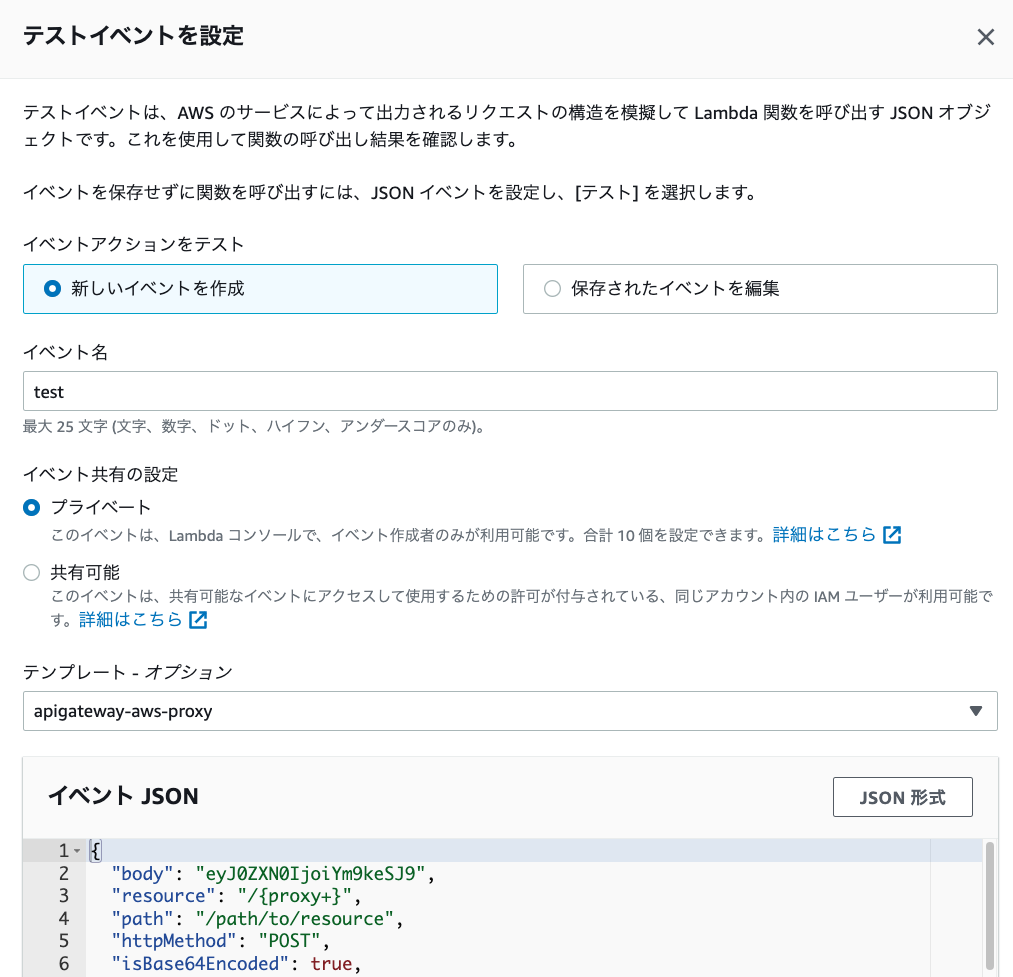 テストイベントを設定
テストイベントは、AWS のサービスによって出力されるリクエストの構造を模擬して Lambda 関数を呼び出す JSON オブジ
ェクトです。これを使用して関数の呼び出し結果を確認します。
イベントを保存せずに関数を呼び出すには、JSON イベントを設定し、[テスト] を選択します。
イベントアクションをテスト
新しいイベントを作成
保存されたイベントを編集
イベント名
test
最大 25 文字 (文字、数字、ドット、ハイフン、アンダースコアのみ)。
イベント共有の設定
プライベート
このイベントは、Lambda コンソールで、イベント作成者のみが利用可能です。合計 10 個を設定できます。詳細はこちら
共有可能
このイベントは、共有可能なイベントにアクセスして使用するための許可が付与されている、同じアカウント内の IAM ユーザーが利用可能で
す。詳細はこちら
テンプレート - オプション
apigateway-aws-proxy
イベント JSON
JSON 形式
1 {
2 "body": "eyJ0ZXN0IjoiYm9keSJ9",
3 "resource": "/{proxy+}",
4 "path": "/path/to/resource",
5 "httpMethod": "POST",
6 "isBase64Encoded": true,